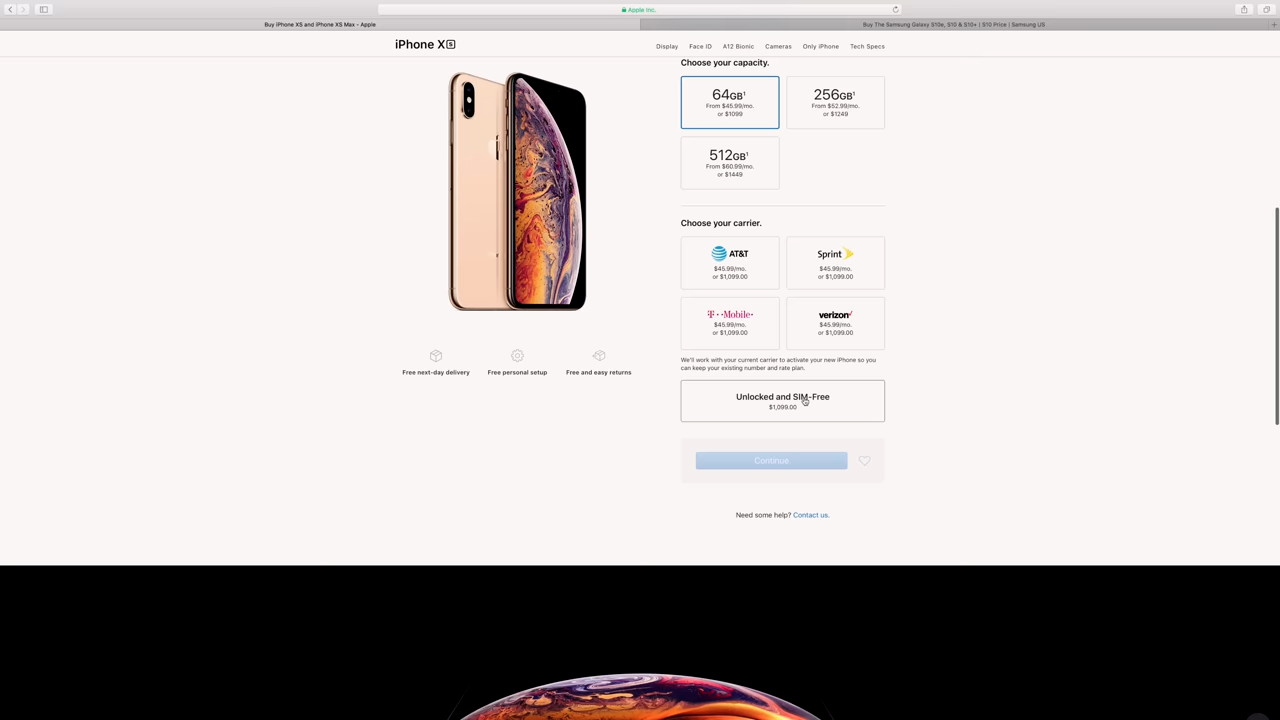 Apple Inc.
Buy iPhone XS and iPhone XS Max - Apple
Buy The Samsung Galaxy S10e, S10 & S10+ | S10 Price | Samsung US
iPhone XS
Display
Face ID
A12 Bionic
Cameras
Only iPhone
Tech Specs
Choose your capacity.
64GB¹
From $45.99/mo.
or $1099
256GB¹
From $52.99/mo.
or $1249
512GB¹
From $60.99/mo.
or $1449
Choose your carrier.
AT&T
$45.99/mo.
or $1,099.00
Sprint
$45.99/mo.
or $1,099.00
T··Mobile·
$45.99/mo.
or $1,099.00
verizon
$45.99/mo.
or $1,099.00
We'll work with your current carrier to activate your new iPhone so you
can keep your existing number and rate plan.
Free next-day delivery
Free personal setup
Free and easy returns
Unlocked and SIM-Free
$1,099.00
Continue
Need some help? Contact us.